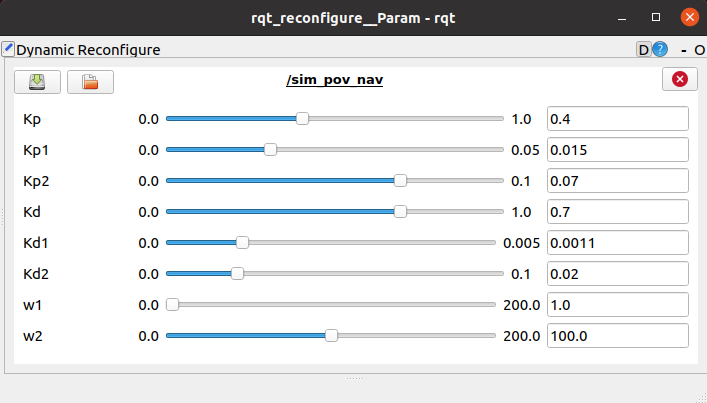 rqt_reconfigure__Param - rqt
Dynamic Reconfigure D ? - O
/sim_pov_nav
Kp 0.0 1.0 0.4
Kp1 0.0 0.05 0.015
Kp2 0.0 0.1 0.07
Kd 0.0 1.0 0.7
Kd1 0.0 0.005 0.0011
Kd2 0.0 0.1 0.02
w1 0.0 200.0 1.0
w2 0.0 200.0 100.0